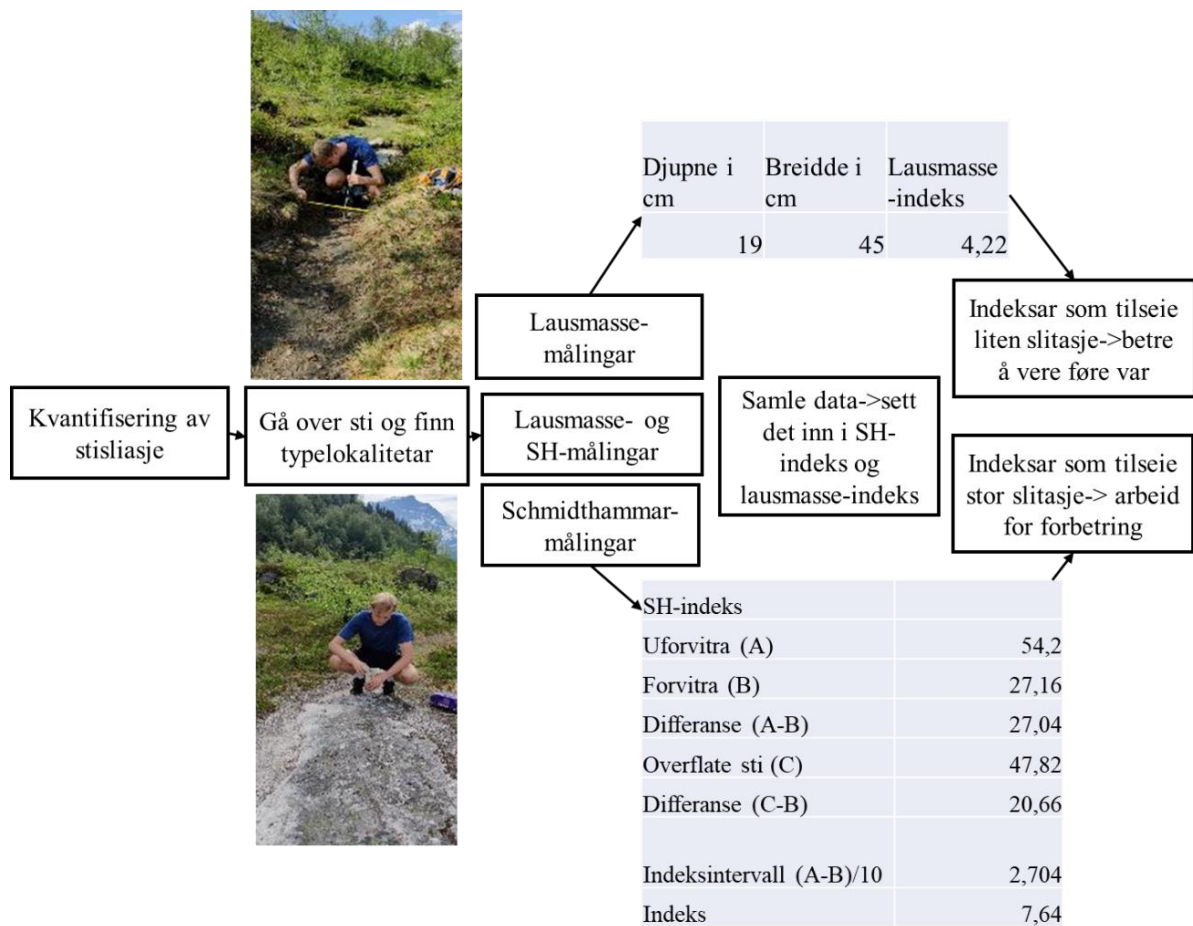 Kvantifisering av
stisliasje
Gå over sti og finn
typelokalitetar
Lausmasse-
målingar
Lausmasse- og
SH-målingar
Schmidthammar-
målingar
Djupne i
cm
Breidde i
cm
Lausmasse
-indeks
19
45
4,22
Samle data->sett
det inn i SH-
indeks og
lausmasse-indeks
Indeksar som tilseie
liten slitasje->betre
å vere føre var
Indeksar som tilseie
stor slitasje-> arbeid
for forbetring
SH-indeks
Uforvitra (A) 54,2
Forvitra (B) 27,16
Differanse (A-B) 27,04
Overflate sti (C) 47,82
Differanse (C-B) 20,66
Indeksintervall (A-B)/10 2,704
Indeks 7,64